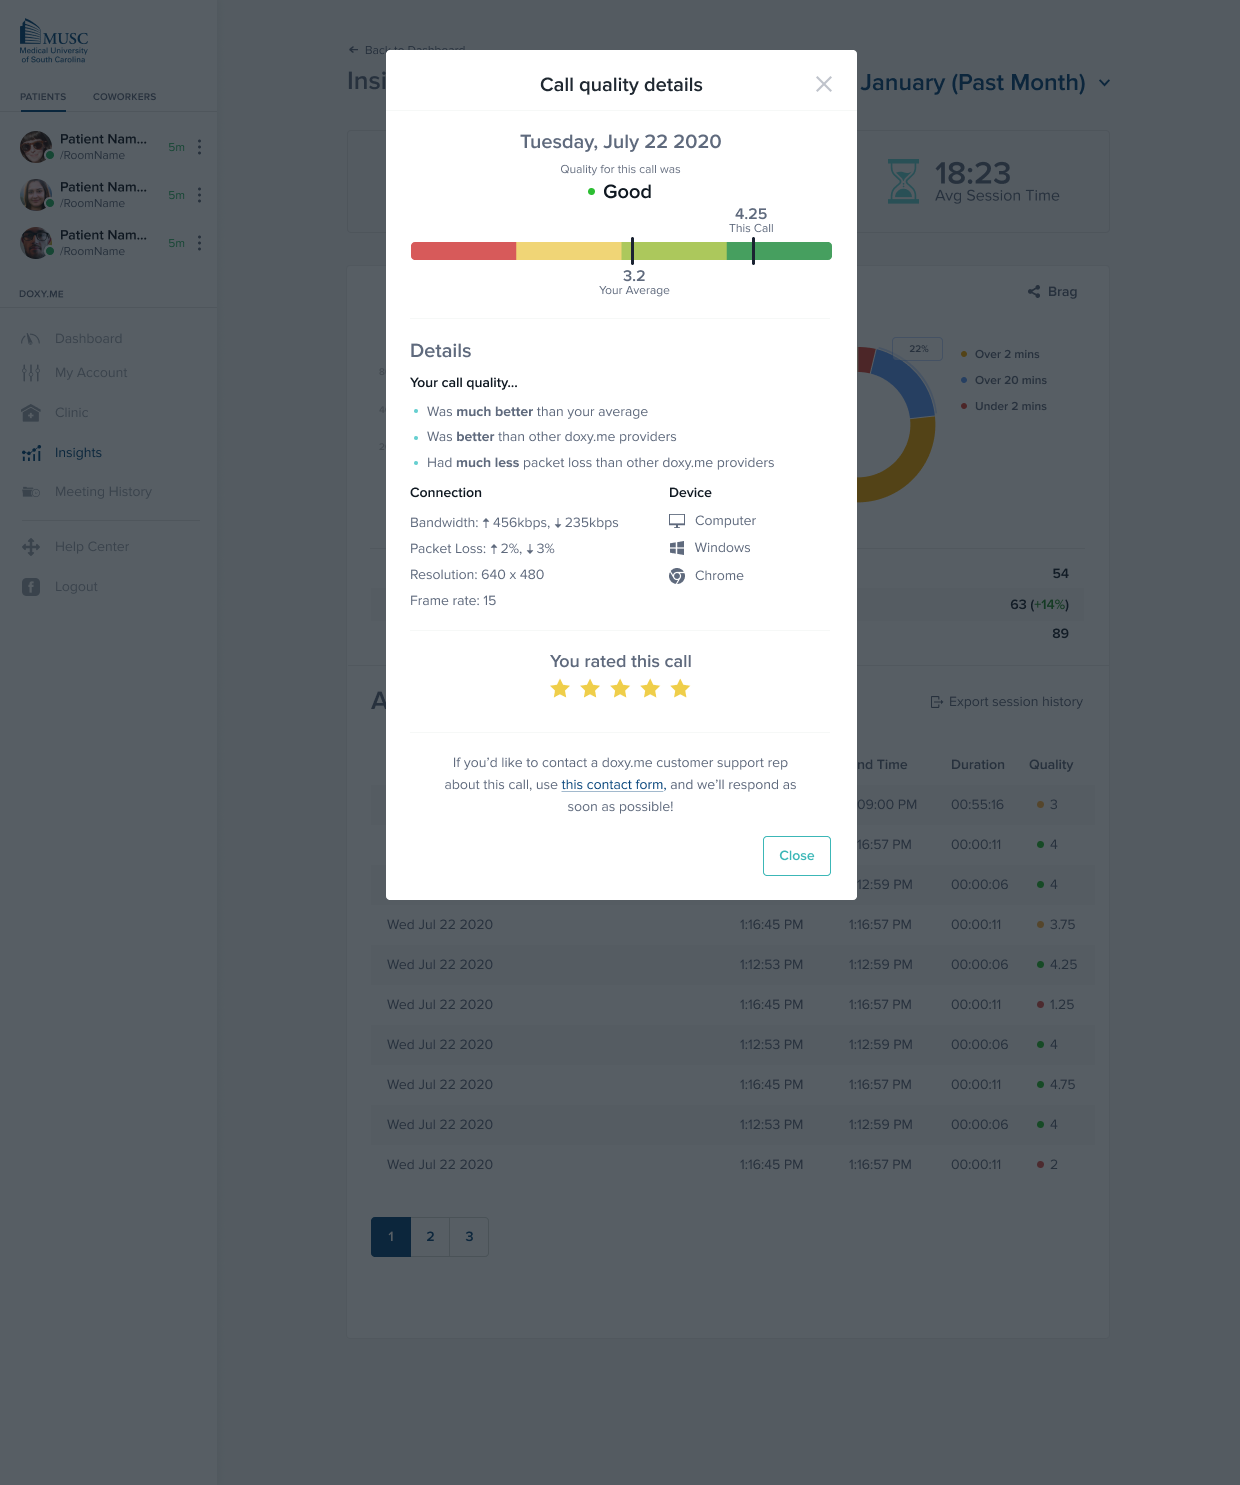 MUSC
Medical University
of South Carolina
PATIENTS
COWORKERS
Patient Nam...
/RoomName
5m
Patient Nam...
/RoomName
5m
Patient Nam...
/RoomName
5m
DOXY.ME
Dashboard
My Account
Clinic
Insights
Meeting History
Help Center
Logout
Back to Dashboard
January (Past Month)
18:23
Avg Session Time
Brag
22%
Over 2 mins
Over 20 mins
Under 2 mins
54
63 (+14%)
89
Export session history
Call quality details
Tuesday, July 22 2020
Quality for this call was
Good
4.25
This Call
3.2
Your Average
Details
Your call quality...
Was much better than your average
Was better than other doxy.me providers
Had much less packet loss than other doxy.me providers
Connection
Bandwidth: ↑ 456kbps, ↓ 235kbps
Packet Loss: ↑ 2%, ↓ 3%
Resolution: 640 x 480
Frame rate: 15
Device
Computer
Windows
Chrome
You rated this call
If you’d like to contact a doxy.me customer support rep
about this call, use this contact form, and we’ll respond as
soon as possible!
Close
nd Time Duration Quality
09:00 PM 00:55:16 3
16:57 PM 00:00:11 4
12:59 PM 00:00:06 4
Wed Jul 22 2020 1:16:45 PM 1:16:57 PM 00:00:11 3.75
Wed Jul 22 2020 1:12:53 PM 1:12:59 PM 00:00:06 4.25
Wed Jul 22 2020 1:16:45 PM 1:16:57 PM 00:00:11 1.25
Wed Jul 22 2020 1:12:53 PM 1:12:59 PM 00:00:06 4
Wed Jul 22 2020 1:16:45 PM 1:16:57 PM 00:00:11 4.75
Wed Jul 22 2020 1:12:53 PM 1:12:59 PM 00:00:06 4
Wed Jul 22 2020 1:16:45 PM 1:16:57 PM 00:00:11 2
1 2 3